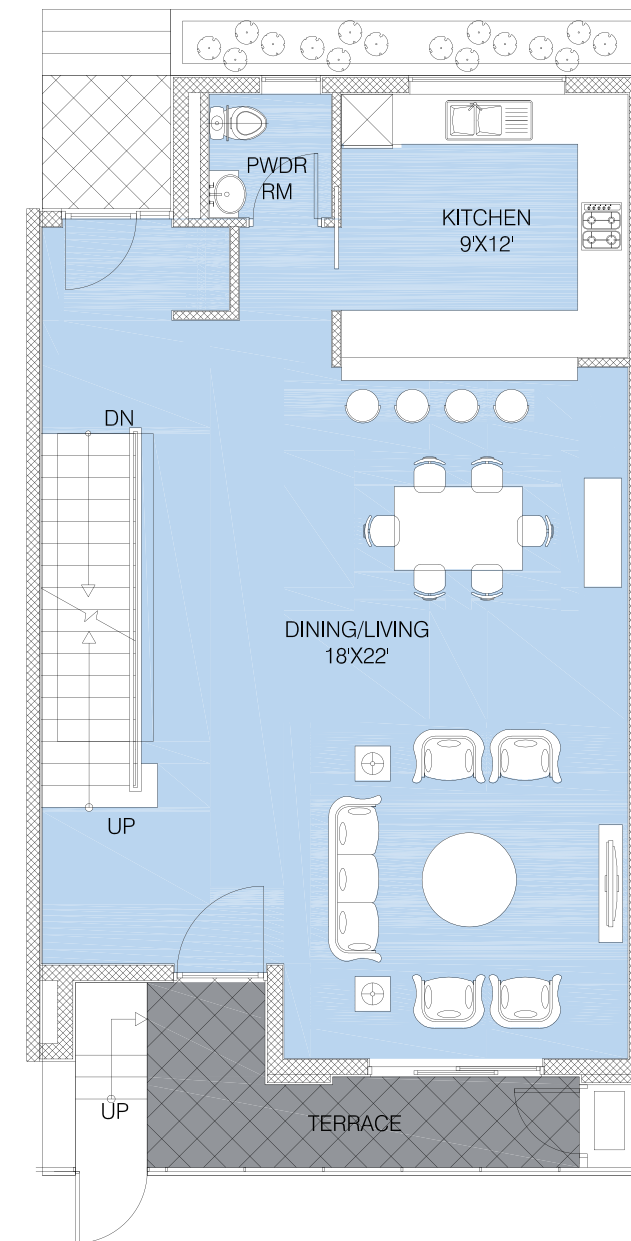 PWDR
RM
KITCHEN
9'X12'
DN
DINING/LIVING
18'X22'
UP
UP
TERRACE